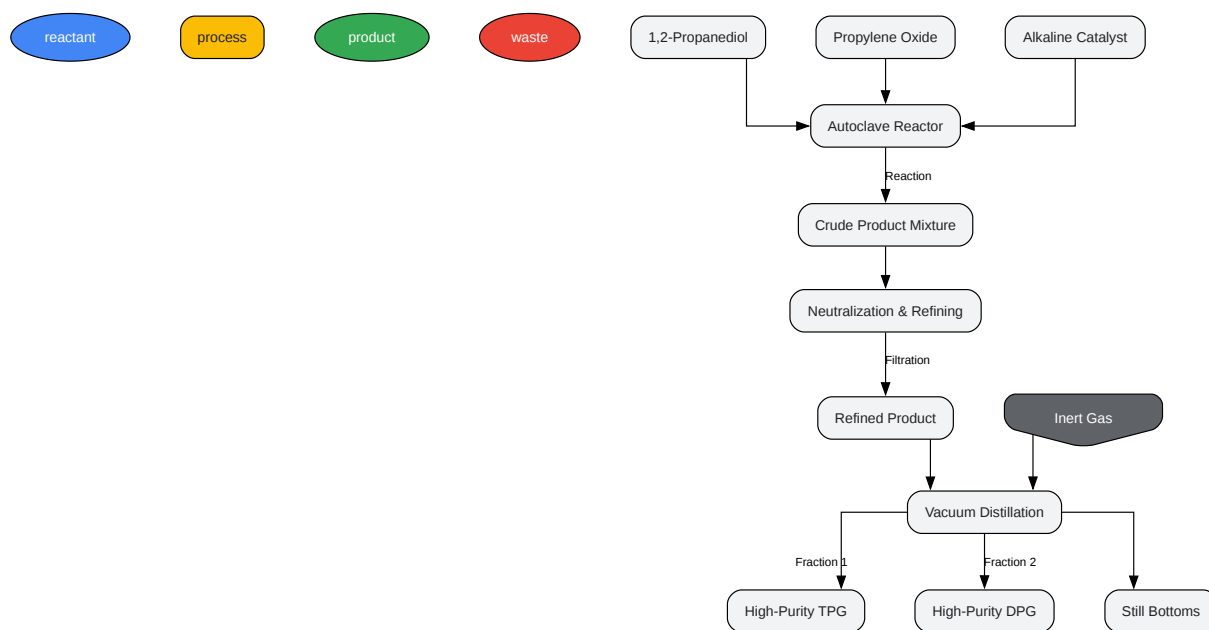 reactant
process
product
waste
1,2-Propanediol
Propylene Oxide
Alkaline Catalyst
Autoclave Reactor
Reaction
Crude Product Mixture
Neutralization & Refining
Filtration
Refined Product
Inert Gas
Vacuum Distillation
Fraction 1
Fraction 2
High-Purity TPG
High-Purity DPG
Still Bottoms